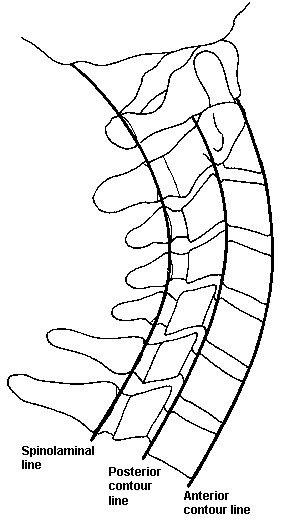 Spinolaminal
line
Posterior
contour
line
Anterior
contour line